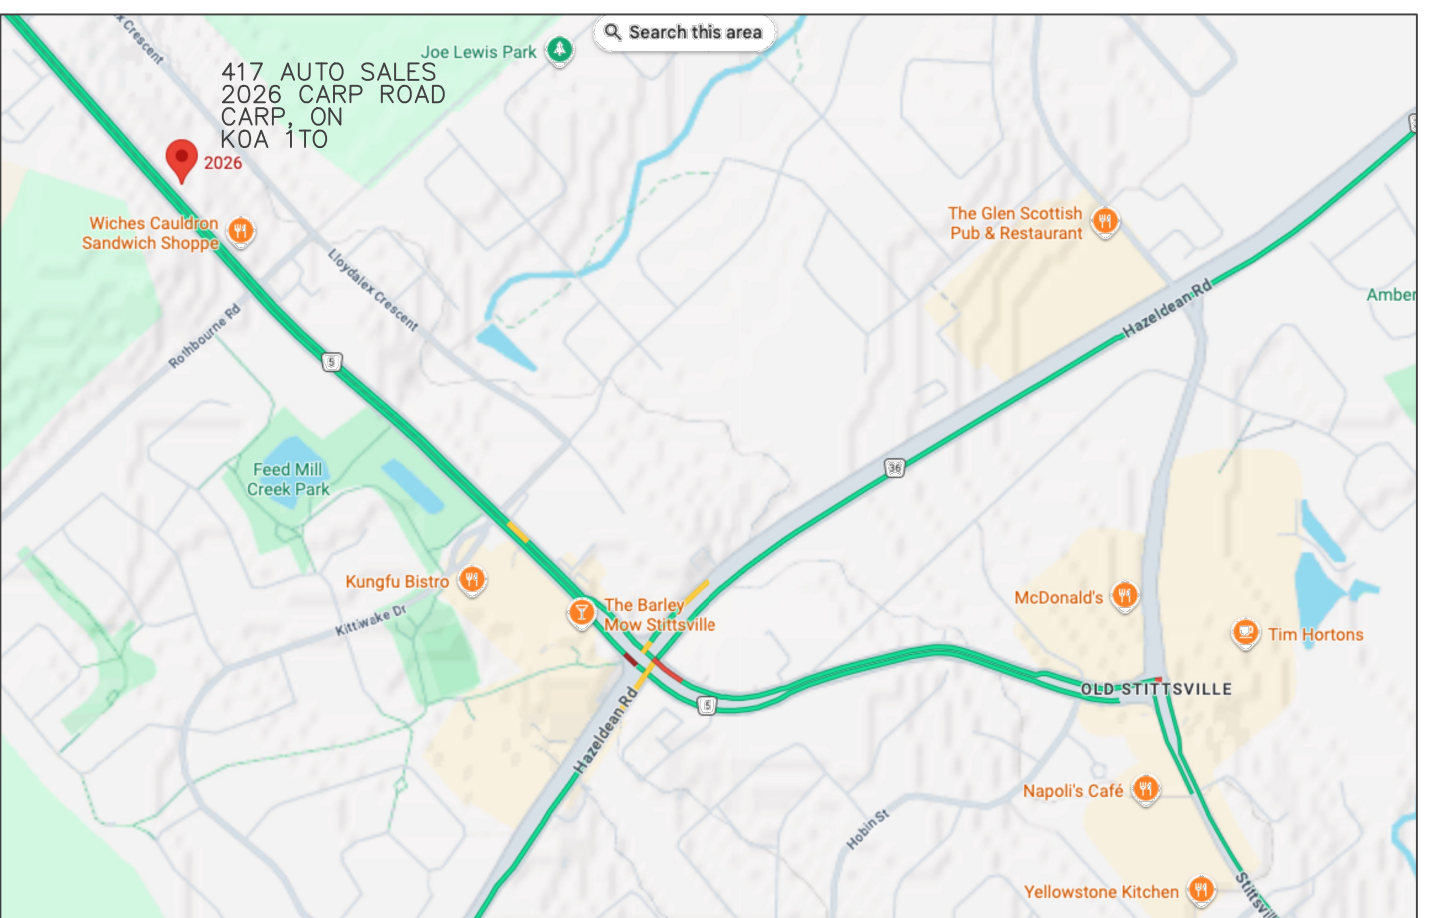 Search this area
Joe Lewis Park
Crescent
417 AUTO SALES
2026 CARP ROAD
CARP, ON
K0A 1T0
2026
Wiches Cauldron
Sandwich Shoppe
The Glen Scottish
Pub & Restaurant
Lloydalex Crescent
Rothbourne Rd
Hazeldean Rd
Amber
5
36
Feed Mill
Creek Park
Kungfu Bistro
The Barley
Mow Stittsville
Kittiwake Dr
McDonald's
Tim Hortons
OLD STITTSVILLE
5
Hazeldean Rd
Napoli's Café
Hobin St
Yellowstone Kitchen
Stittsvil